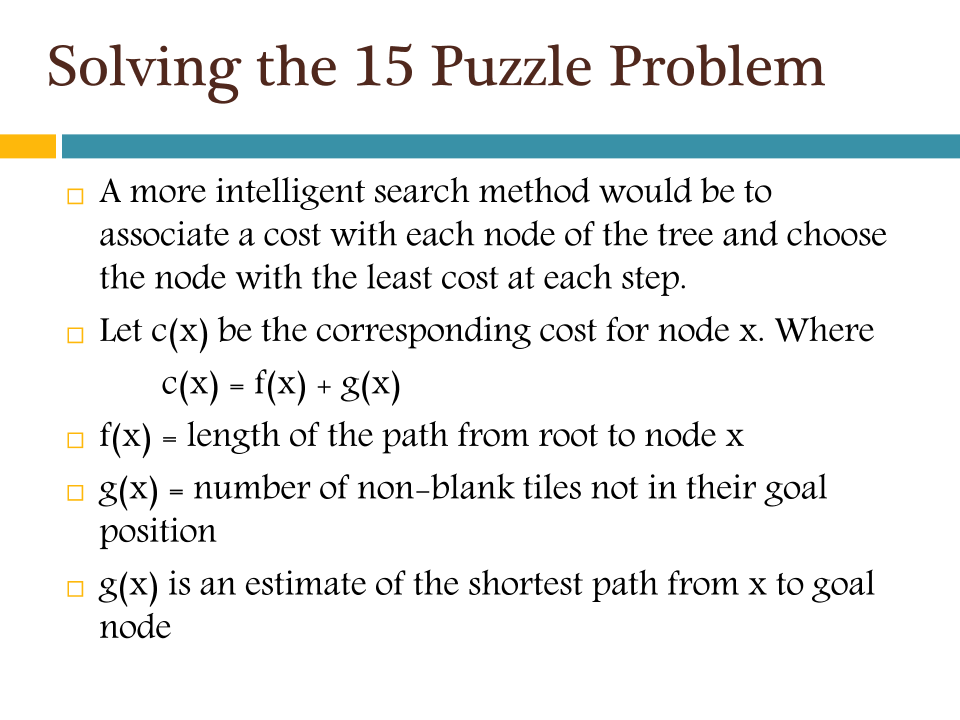 Solving the 15 Puzzle Problem
A more intelligent search method would be to
associate a cost with each node of the tree and choose
the node with the least cost at each step.
Let c(x) be the corresponding cost for node x. Where
c(x) = f(x) + g(x)
f(x) = length of the path from root to node x
g(x) = number of non-blank tiles not in their goal
position
g(x) is an estimate of the shortest path from x to goal
node